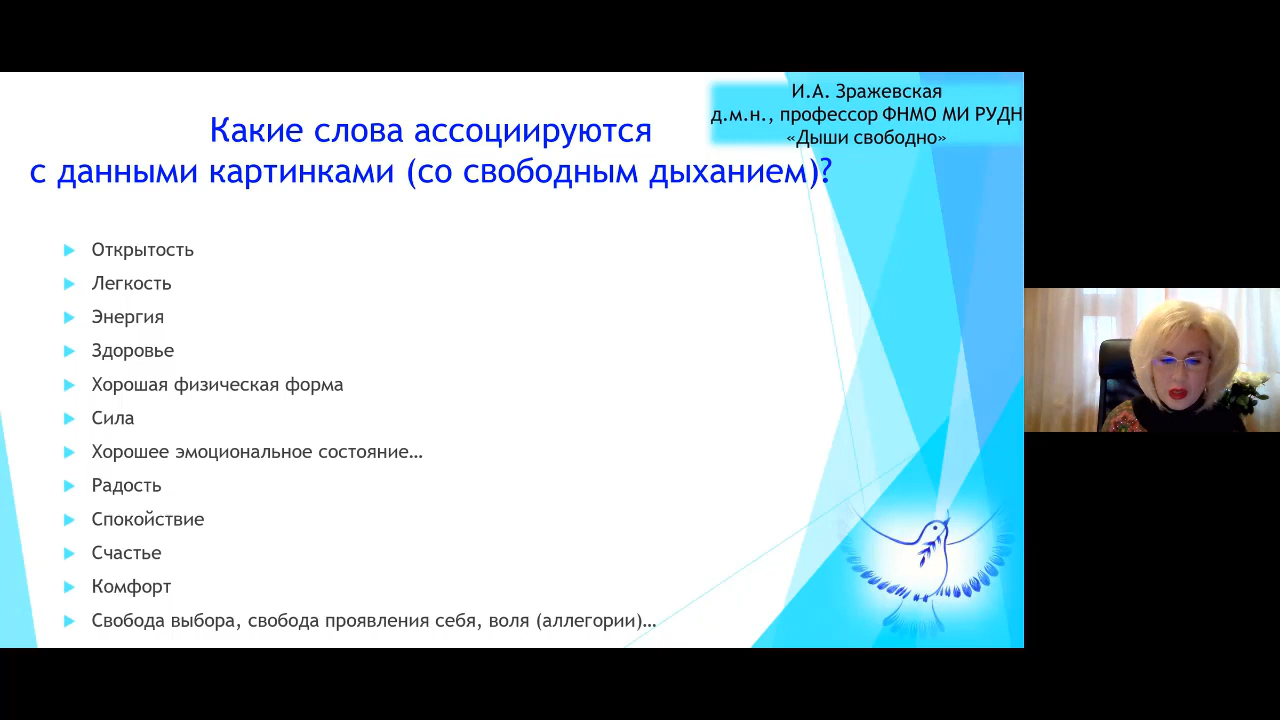 И.А. Зражевская
д.м.н., профессор ФНМО МИ РУДН
«Дыши свободно»
Какие слова ассоциируются
с данными картинками (со свободным дыханием)?
Открытость
Легкость
Энергия
Здоровье
Хорошая физическая форма
Сила
Хорошее эмоциональное состояние…
Радость
Спокойствие
Счастье
Комфорт
Свобода выбора, свобода проявления себя, воля (аллегории)…